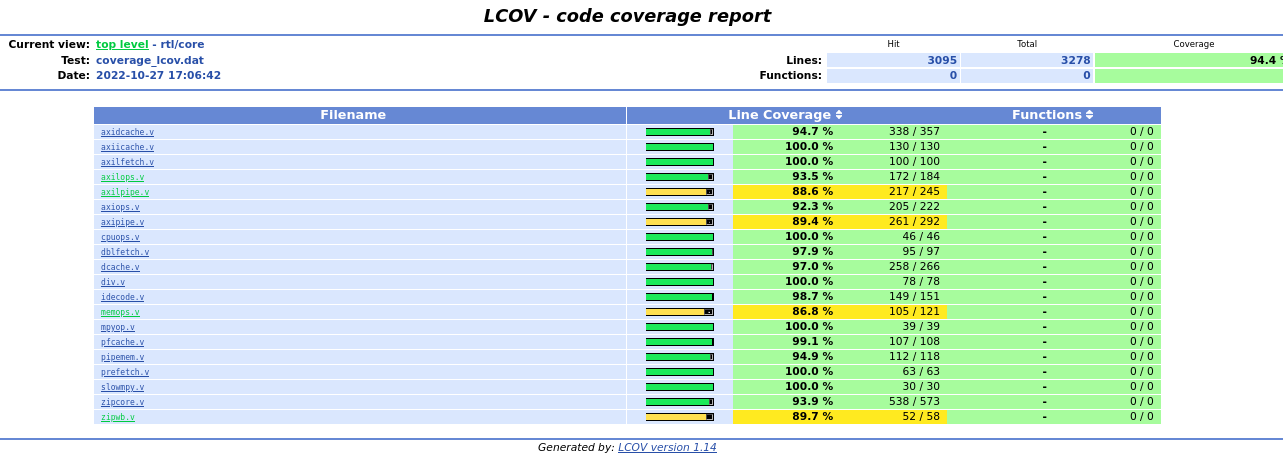 LCOV - code coverage report
Current view: top level - rtl/core Hit Total Coverage
Test: coverage_lcov.dat Lines: 3095 3278 94.4 %
Date: 2022-10-27 17:06:42 Functions: 0 0
Filename Line Coverage Functions
axidcache.v 94.7 % 338 / 357 - 0 / 0
axiicache.v 100.0 % 130 / 130 - 0 / 0
axilfetch.v 100.0 % 100 / 100 - 0 / 0
axilops.v 93.5 % 172 / 184 - 0 / 0
axilpipe.v 88.6 % 217 / 245 - 0 / 0
axiops.v 92.3 % 205 / 222 - 0 / 0
axipipe.v 89.4 % 261 / 292 - 0 / 0
cpuops.v 100.0 % 46 / 46 - 0 / 0
dblfetch.v 97.9 % 95 / 97 - 0 / 0
dcache.v 97.0 % 258 / 266 - 0 / 0
div.v 100.0 % 78 / 78 - 0 / 0
idecode.v 98.7 % 149 / 151 - 0 / 0
memops.v 86.8 % 105 / 121 - 0 / 0
mpyop.v 100.0 % 39 / 39 - 0 / 0
pfcache.v 99.1 % 107 / 108 - 0 / 0
pipemem.v 94.9 % 112 / 118 - 0 / 0
prefetch.v 100.0 % 63 / 63 - 0 / 0
slowmpy.v 100.0 % 30 / 30 - 0 / 0
zipcore.v 93.9 % 538 / 573 - 0 / 0
zipwb.v 89.7 % 52 / 58 - 0 / 0
Generated by: LCOV version 1.14